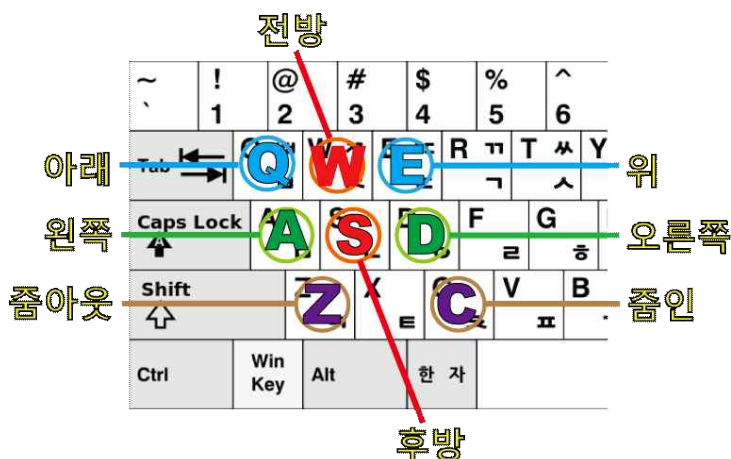 전방
~ ! @ # $ % ^
` 1 2 3 4 5 6
아래 Tab Q W E R ㄲ T ㅆ Y 위
ㄱ ㅅ
왼쪽 Caps Lock A S D F G 오른쪽
ㄹ ㅎ
줌아웃 Shift Z X C V B 줌인
ㅌ ㅍ
Ctrl Win Key Alt 한 자
후방